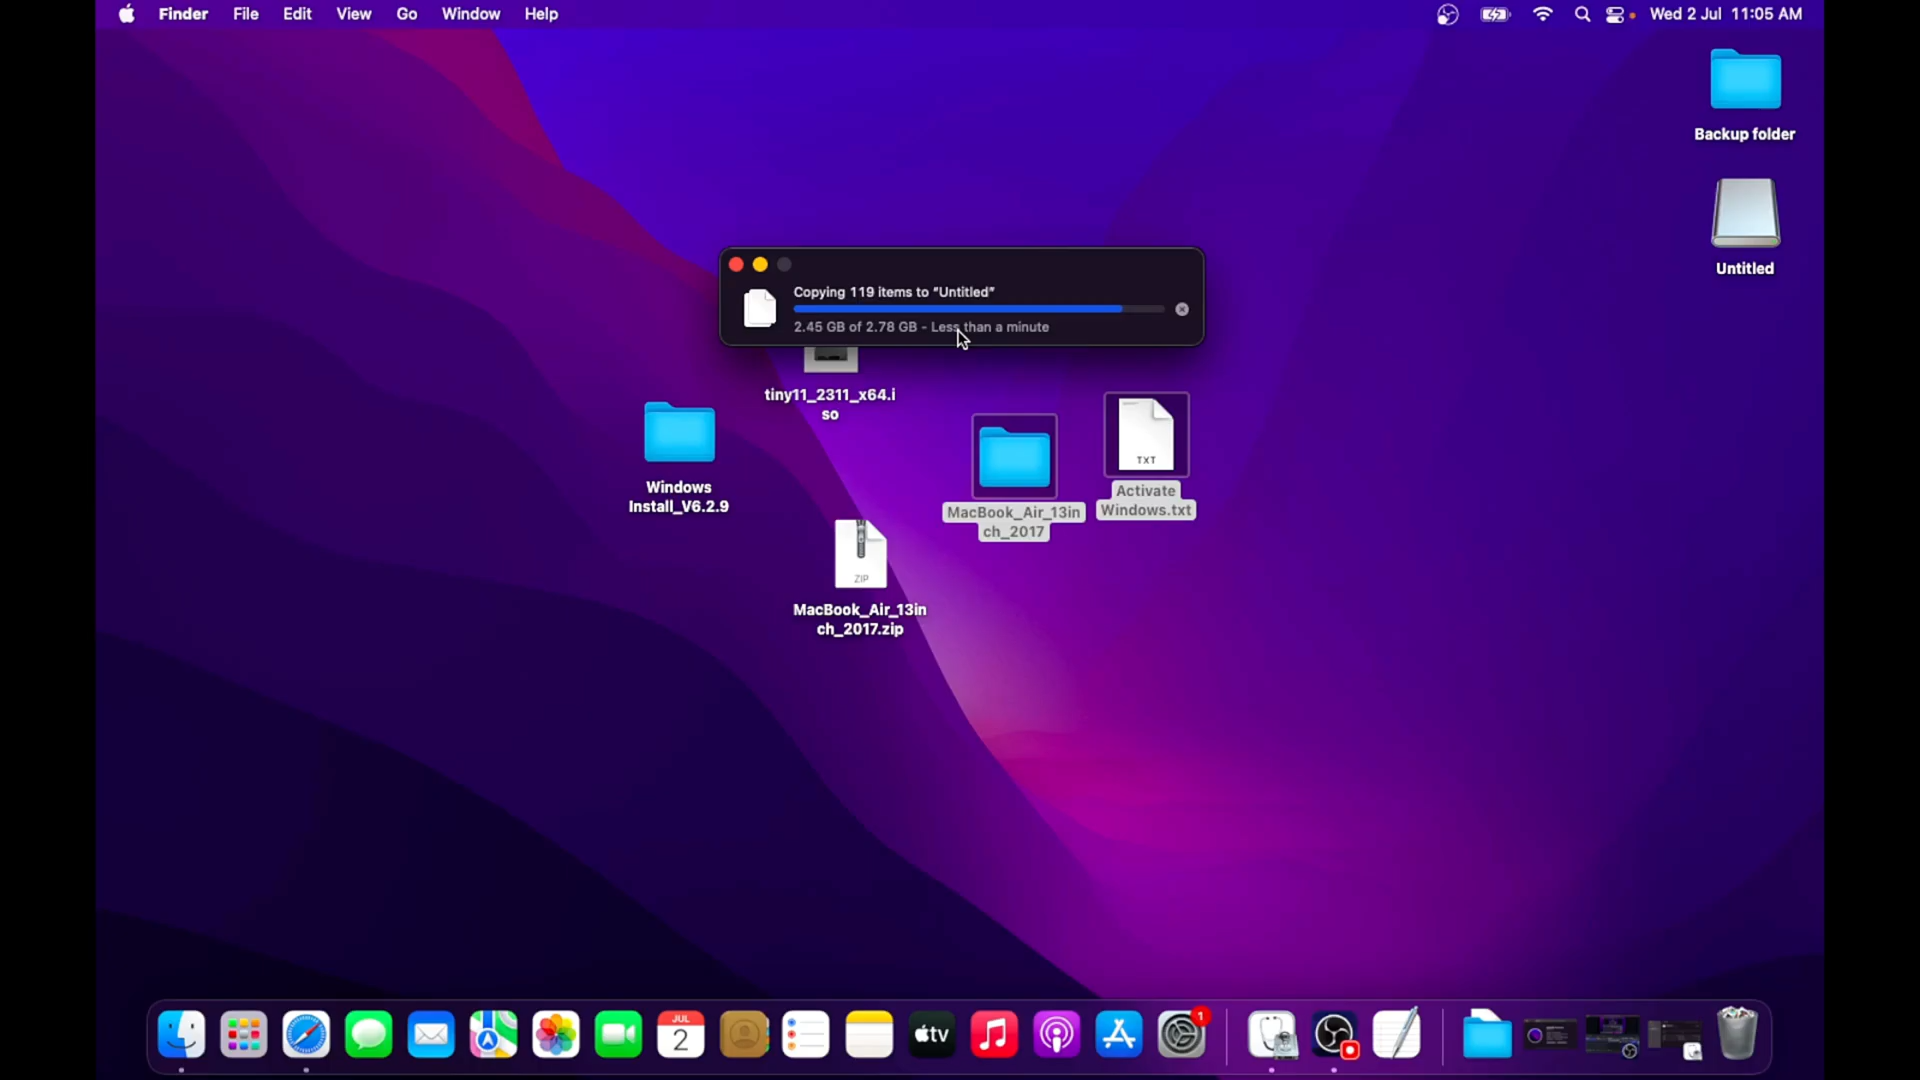 Finder File Edit View Go Window Help Wed 2 Jul 11:05 AM
Backup folder
Untitled
Copying 119 items to “Untitled”
2.45 GB of 2.78 GB - Less than a minute
tiny11_2311_x64.i
so
Windows
Install_V6.2.9
TXT
MacBook_Air_13in
ch_2017
Activate
Windows.txt
ZIP
MacBook_Air_13in
ch_2017.zip
JUL
2
tv
1